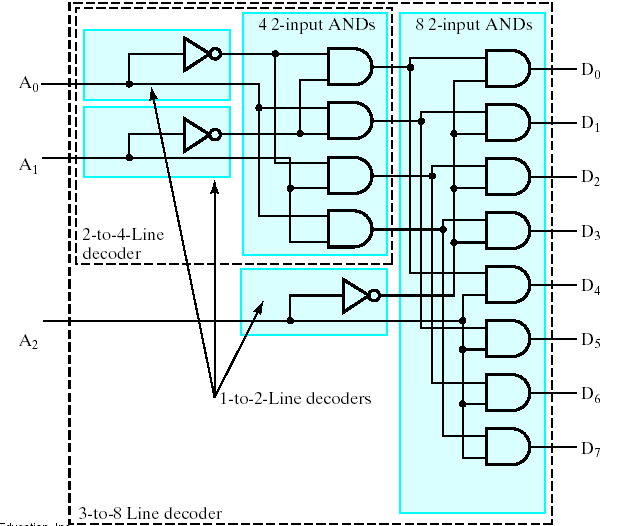 4 2-input ANDs
8 2-input ANDs
A0
A1
2-to-4-Line
decoder
A2
1-to-2-Line decoders
3-to-8 Line decoder
D0
D1
D2
D3
D4
D5
D6
D7